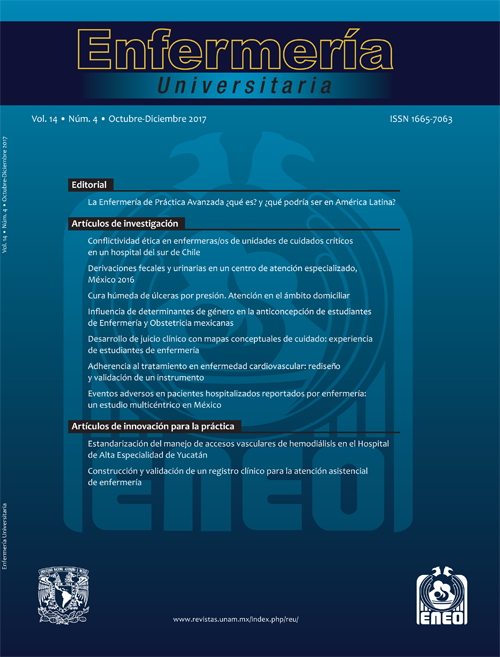 Enfermería
Universitaria
Vol. 14 • Núm. 4 • Octubre-Diciembre 2017
ISSN 1665-7063
Editorial
La Enfermería de Práctica Avanzada ¿qué es? y ¿qué podría ser en América Latina?
Artículos de investigación
Conflictividad ética en enfermeras/os de unidades de cuidados críticos
en un hospital del sur de Chile
Derivaciones fecales y urinarias en un centro de atención especializado,
México 2016
Cura húmeda de úlceras por presión. Atención en el ámbito domiciliar
Influencia de determinantes de género en la anticoncepción de estudiantes
de Enfermería y Obstetricia mexicanas
Desarrollo de juicio clínico con mapas conceptuales de cuidado: experiencia
de estudiantes de enfermería
Adherencia al tratamiento en enfermedad cardiovascular: rediseño
y validación de un instrumento
Eventos adversos en pacientes hospitalizados reportados por enfermería:
un estudio multicéntrico en México
Artículos de innovación para la práctica
Estandarización del manejo de accesos vasculares de hemodiálisis en el Hospital
de Alta Especialidad de Yucatán
Construcción y validación de un registro clínico para la atención asistencial
de enfermería
ENEO
www.revistas.unam.mx/index.php/reu/
ENEO
Vol. 14 • Núm. 4 • Octubre-Diciembre 2017
Enfermería Universitaria